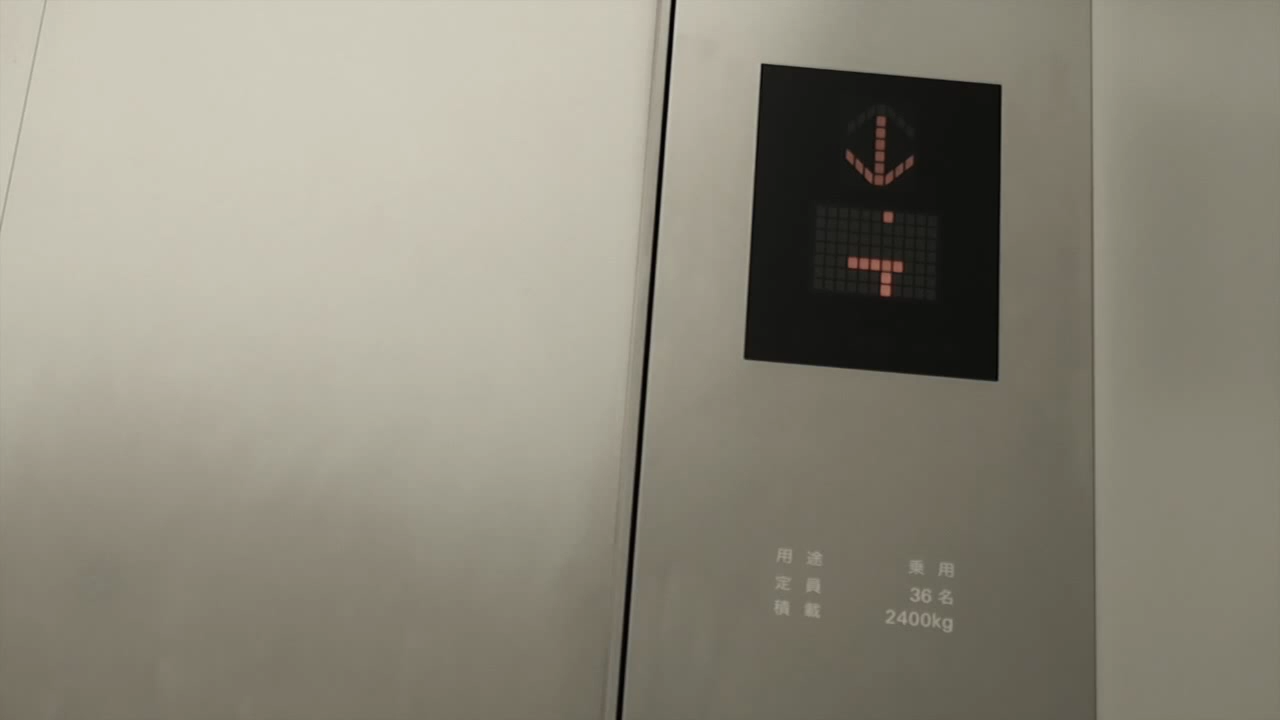 用途 乗用
定員 36名
積載 2400kg